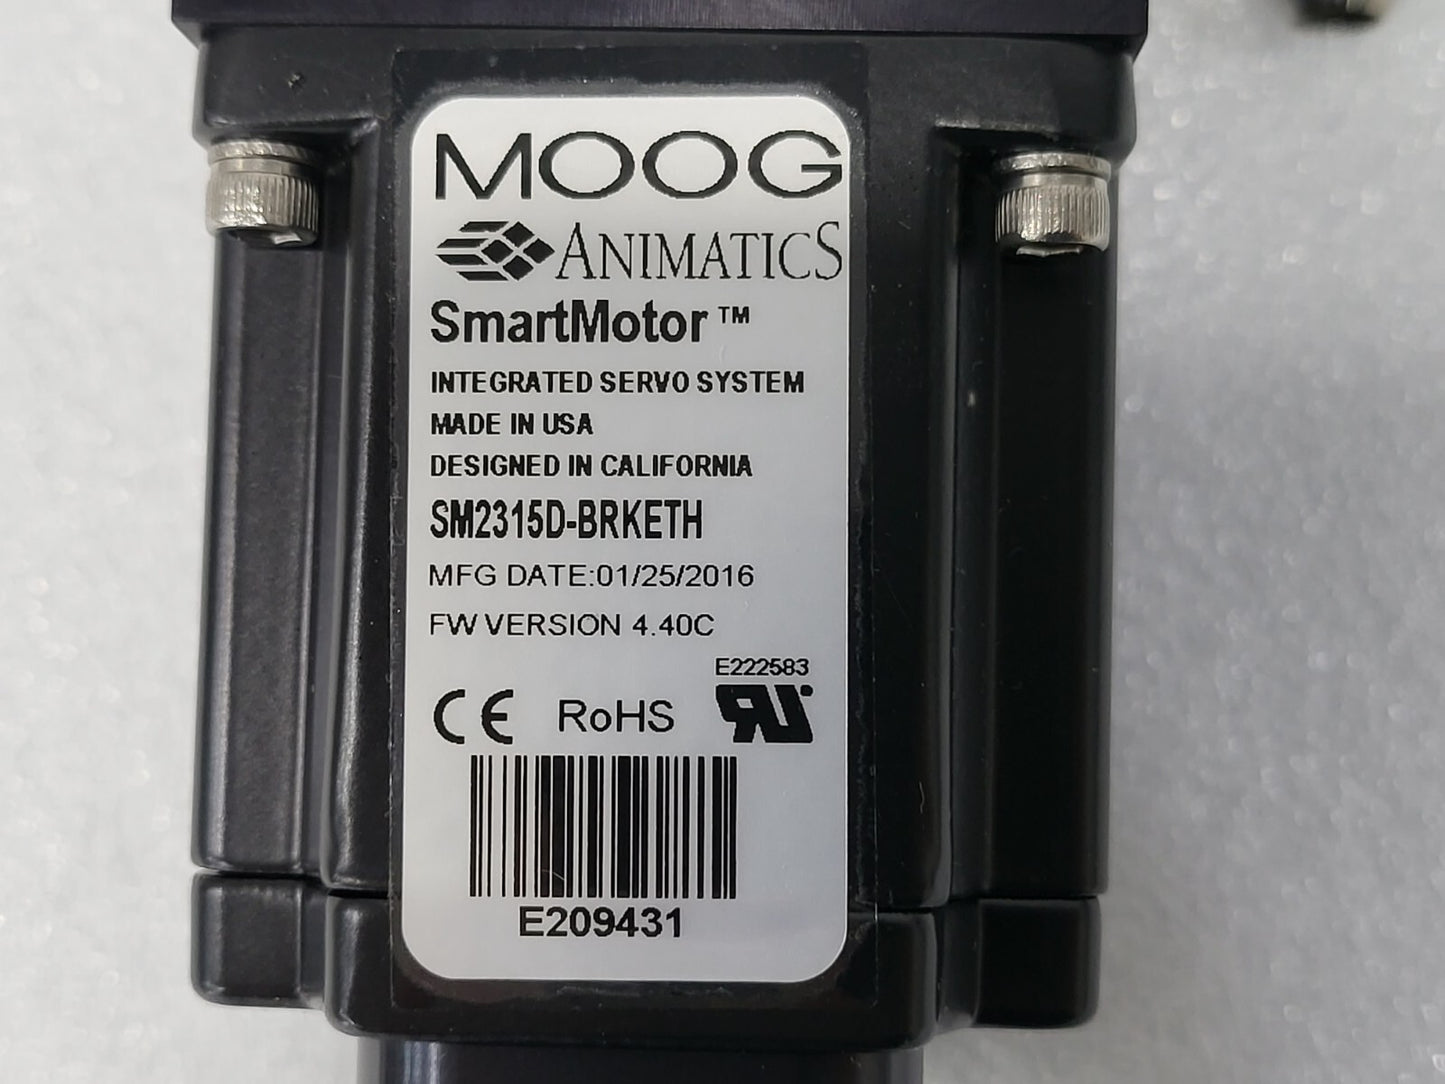 MOOG
ANIMATICS
SmartMotor™
INTEGRATED SERVO SYSTEM
MADE IN USA
DESIGNED IN CALIFORNIA
SM2315D-BRKETH
MFG DATE:01/25/2016
FW VERSION 4.40C
E222583
CE RoHS RU
E209431